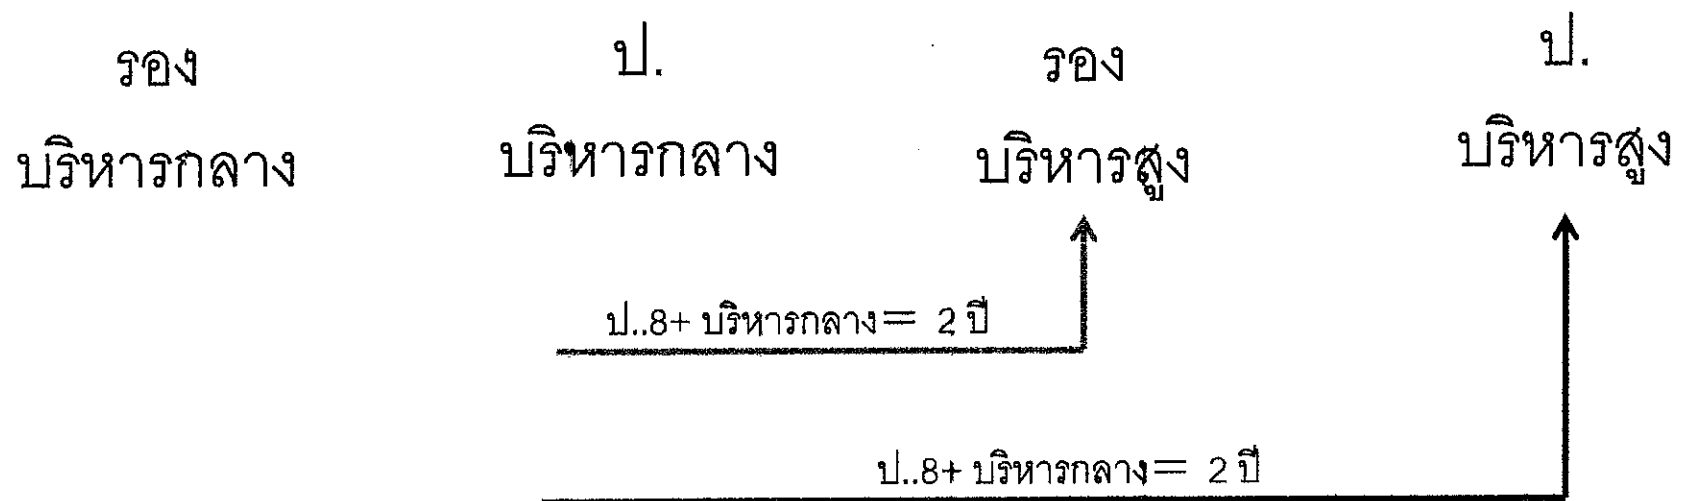 รอง
บริหารกลาง
ป.
บริหารกลาง
รอง
บริหารสูง
ป.
บริหารสูง
ป..8+ บริหารกลาง= 2 ปี
ป..8+ บริหารกลาง= 2 ปี